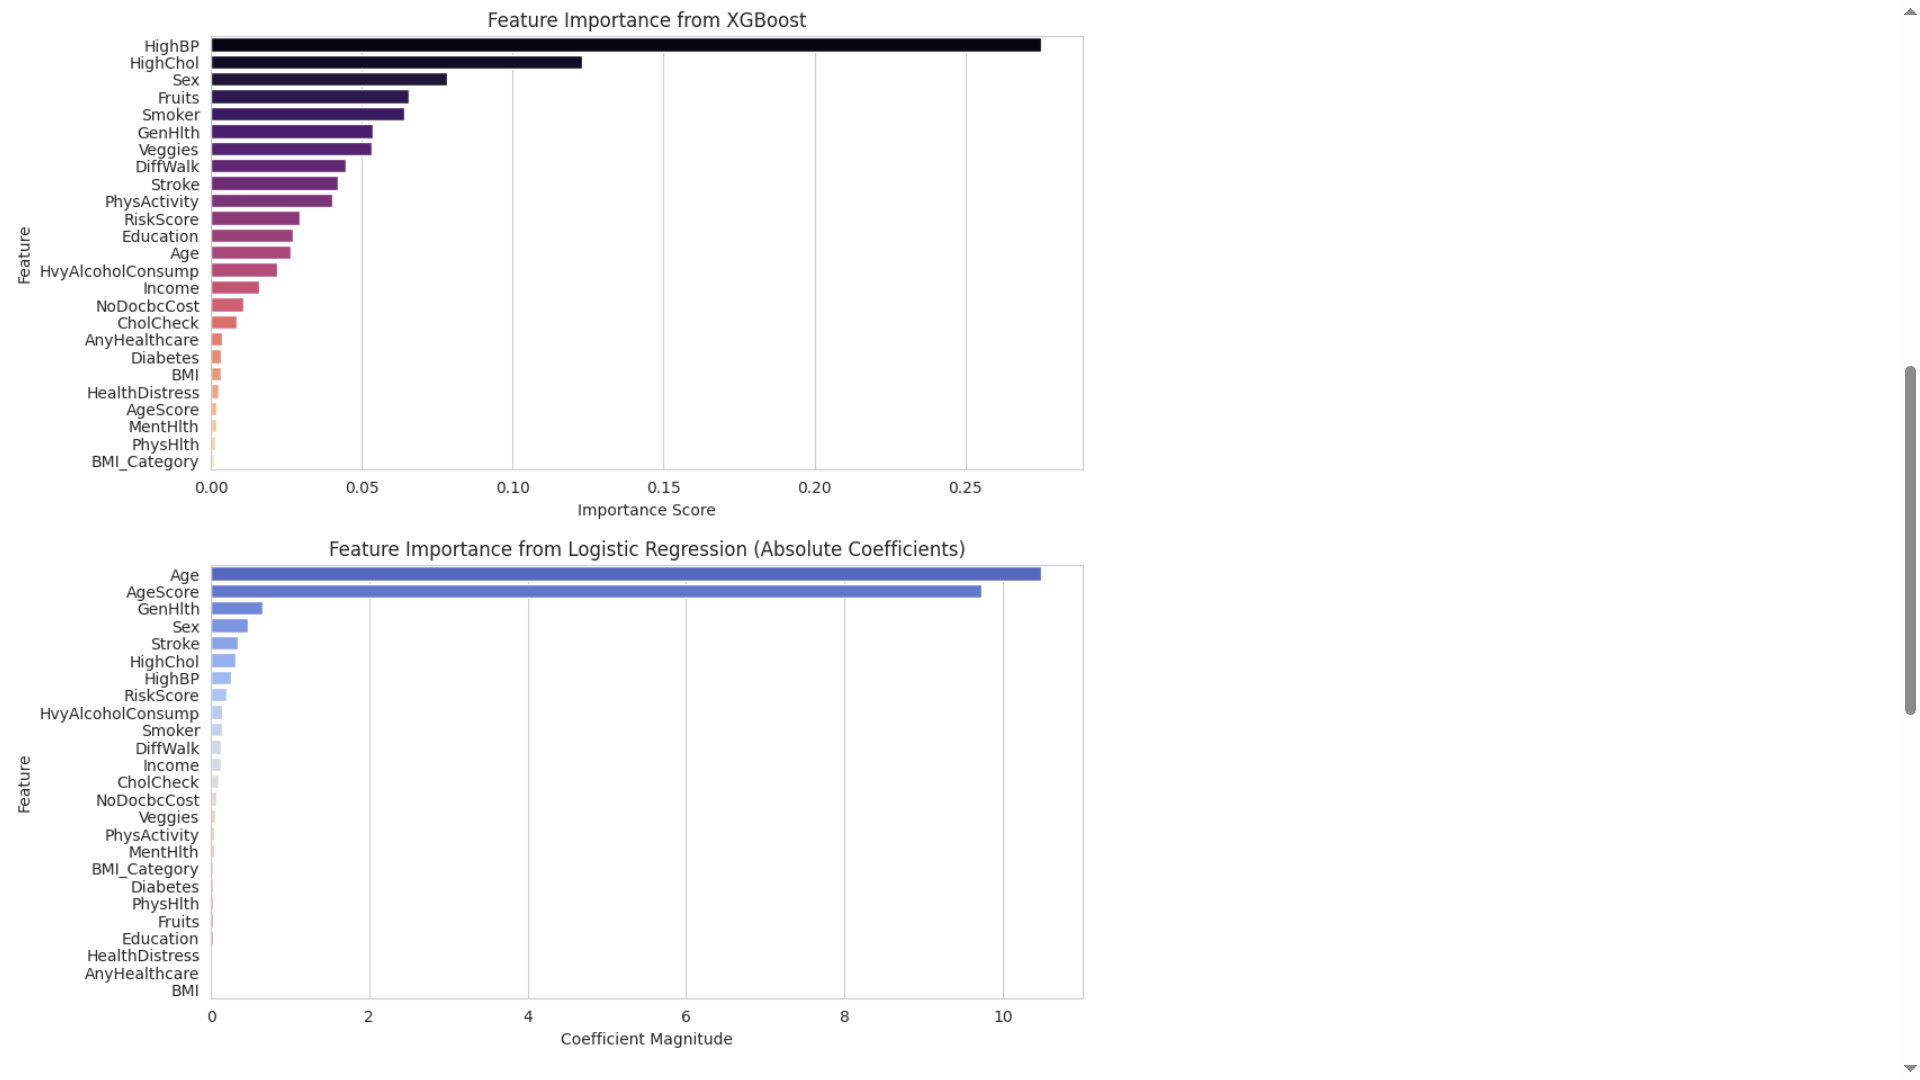 Feature Importance from XGBoost
HighBP
HighChol
Sex
Fruits
Smoker
GenHlth
Veggies
DiffWalk
Stroke
PhysActivity
RiskScore
Education
Age
HvyAlcoholConsump
Income
NoDocbcCost
CholCheck
AnyHealthcare
Diabetes
BMI
HealthDistress
AgeScore
MentHlth
PhysHlth
BMI_Category
Feature
0.00 0.05 0.10 0.15 0.20 0.25
Importance Score
Feature Importance from Logistic Regression (Absolute Coefficients)
Age
AgeScore
GenHlth
Sex
Stroke
HighChol
HighBP
RiskScore
HvyAlcoholConsump
Smoker
DiffWalk
Income
CholCheck
NoDocbcCost
Veggies
PhysActivity
MentHlth
BMI_Category
Diabetes
PhysHlth
Fruits
Education
HealthDistress
AnyHealthcare
BMI
Feature
0 2 4 6 8 10
Coefficient Magnitude